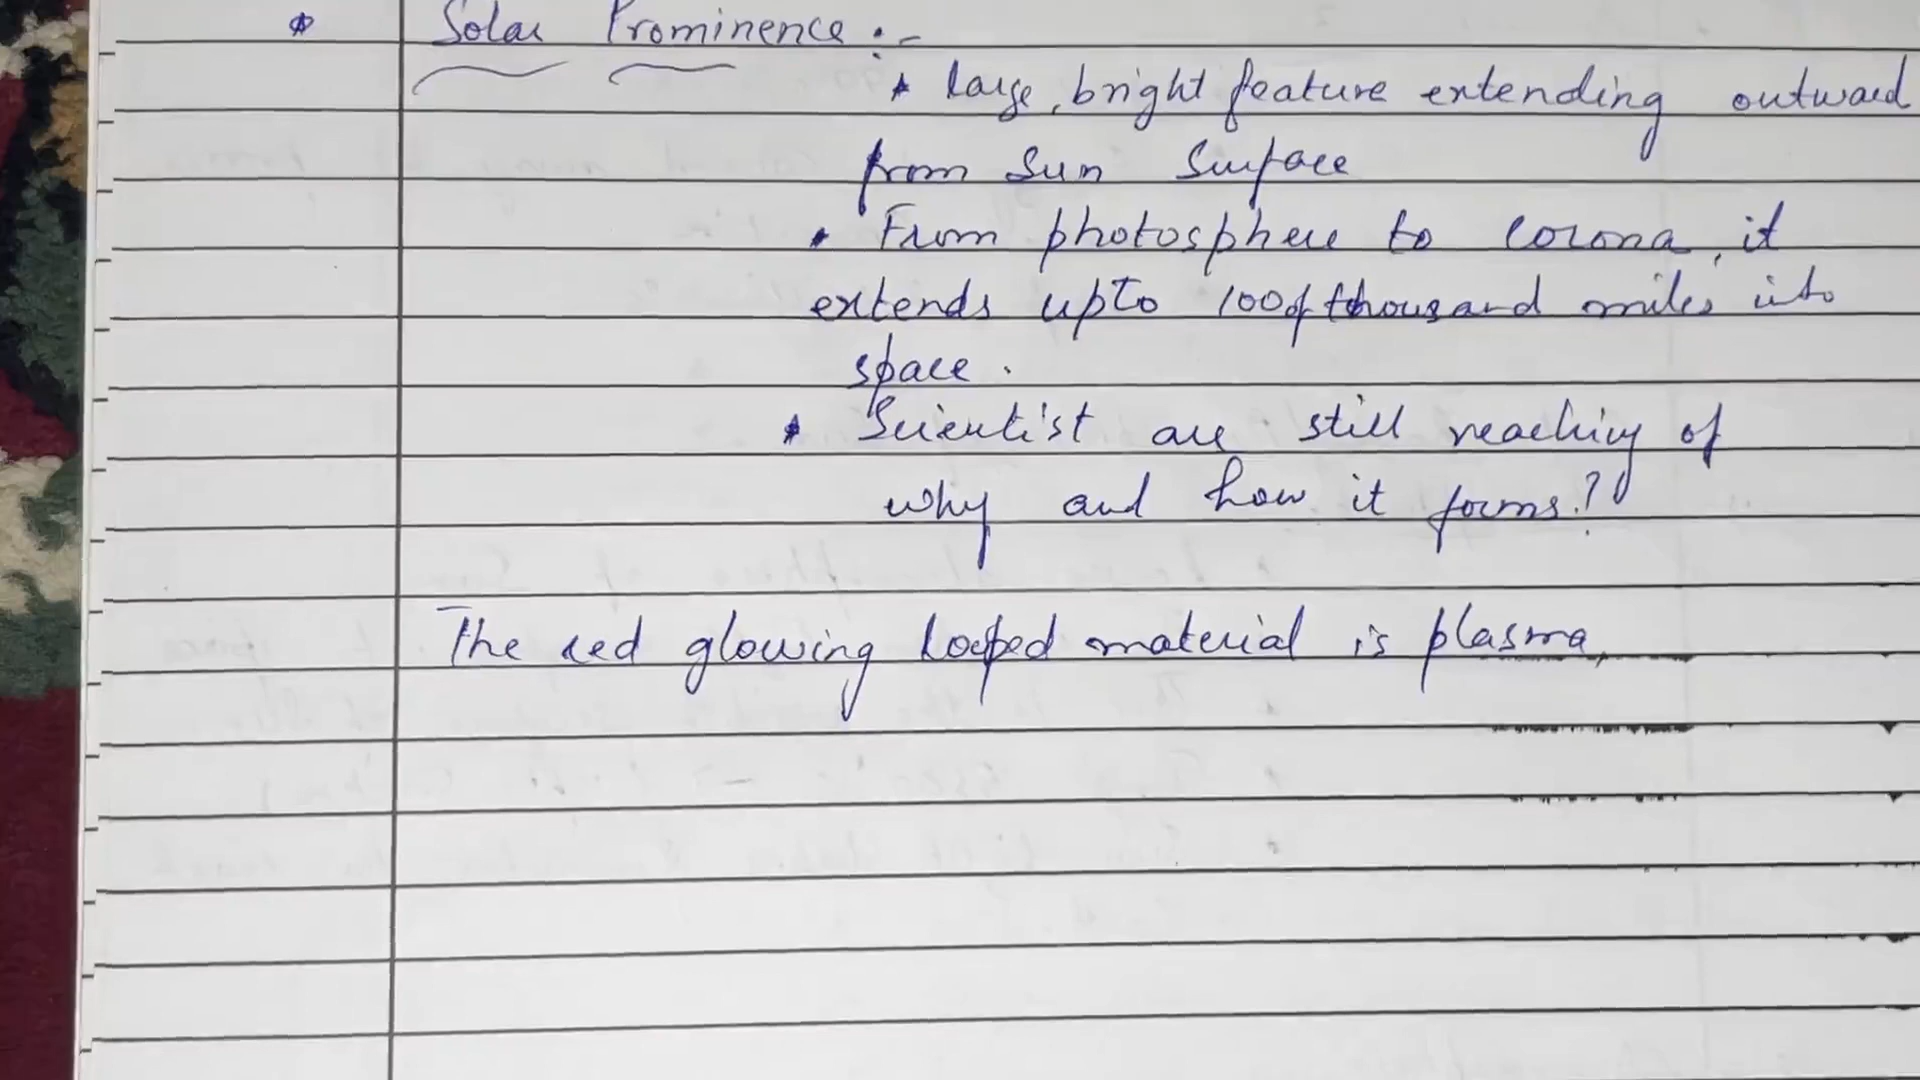 Solar Prominence :-
* large, bright feature extending outward
from Sun Surface
• From photosphere to corona, it
extends upto 100 of thousand miles into
space.
* Scientist are still reaching of
why and how it forms?
The red glowing looped material is plasma,